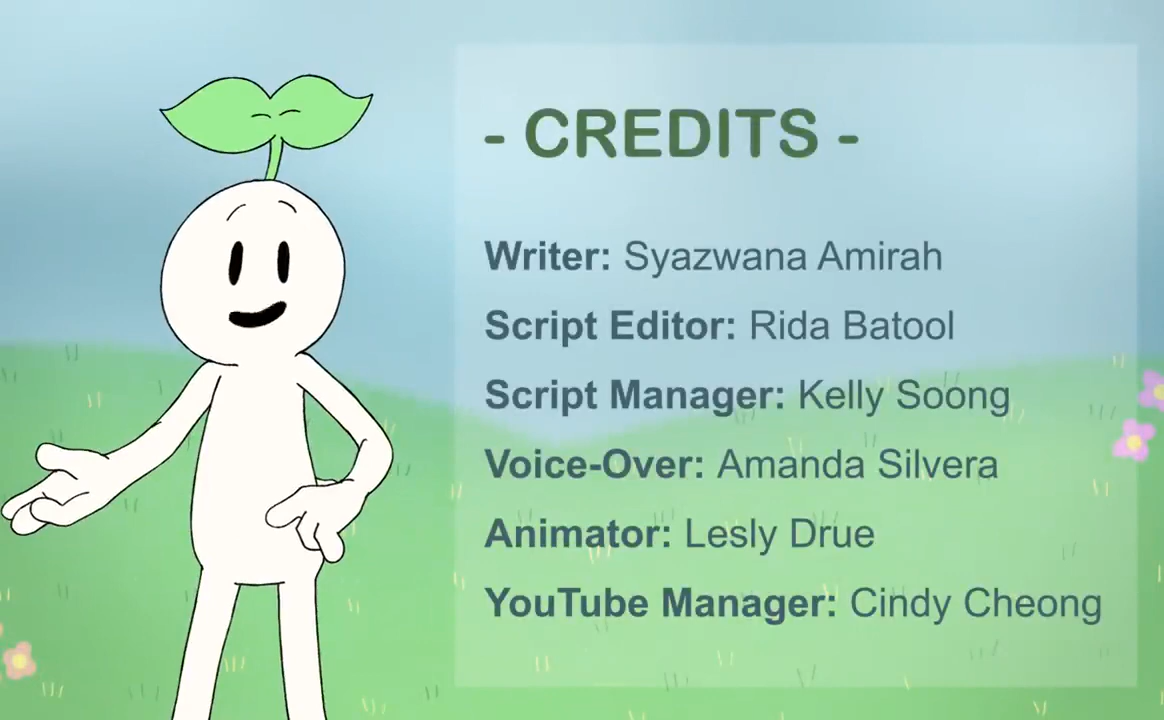 - CREDITS -
Writer: Syazwana Amirah
Script Editor: Rida Batool
Script Manager: Kelly Soong
Voice-Over: Amanda Silvera
Animator: Lesly Drue
YouTube Manager: Cindy Cheong